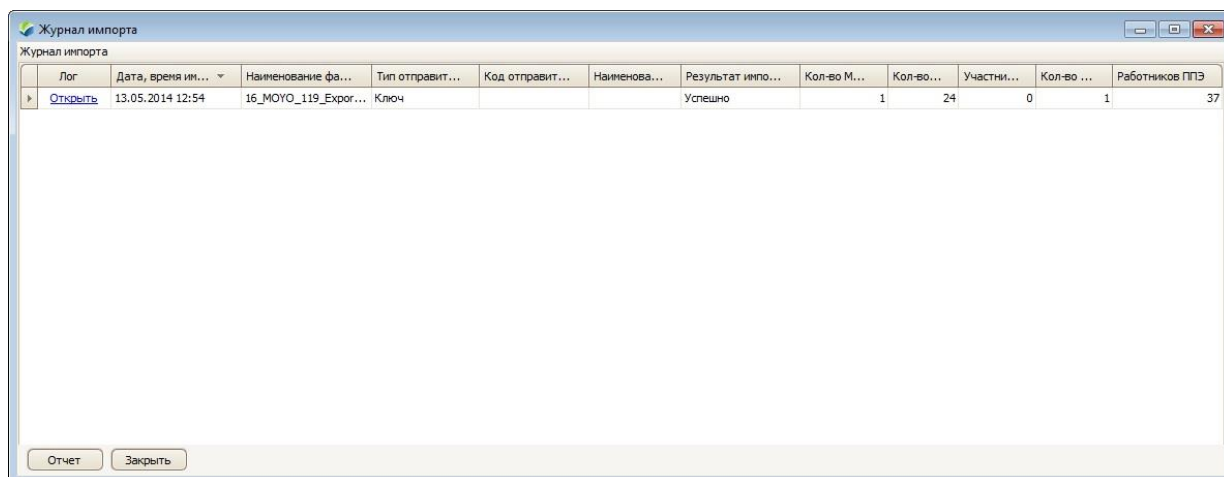 Журнал импорта
Журнал импорта
Лог Дата, время им... Наименование фа... Тип отправит... Код отправит... Наименова... Результат импо... Кол-во М... Кол-во... Участни... Кол-во ... Работников ППЭ
Открыть 13.05.2014 12:54 16_MOYO_119_Expor... Ключ Успешно 1 24 0 1 37
Отчет Закрыть